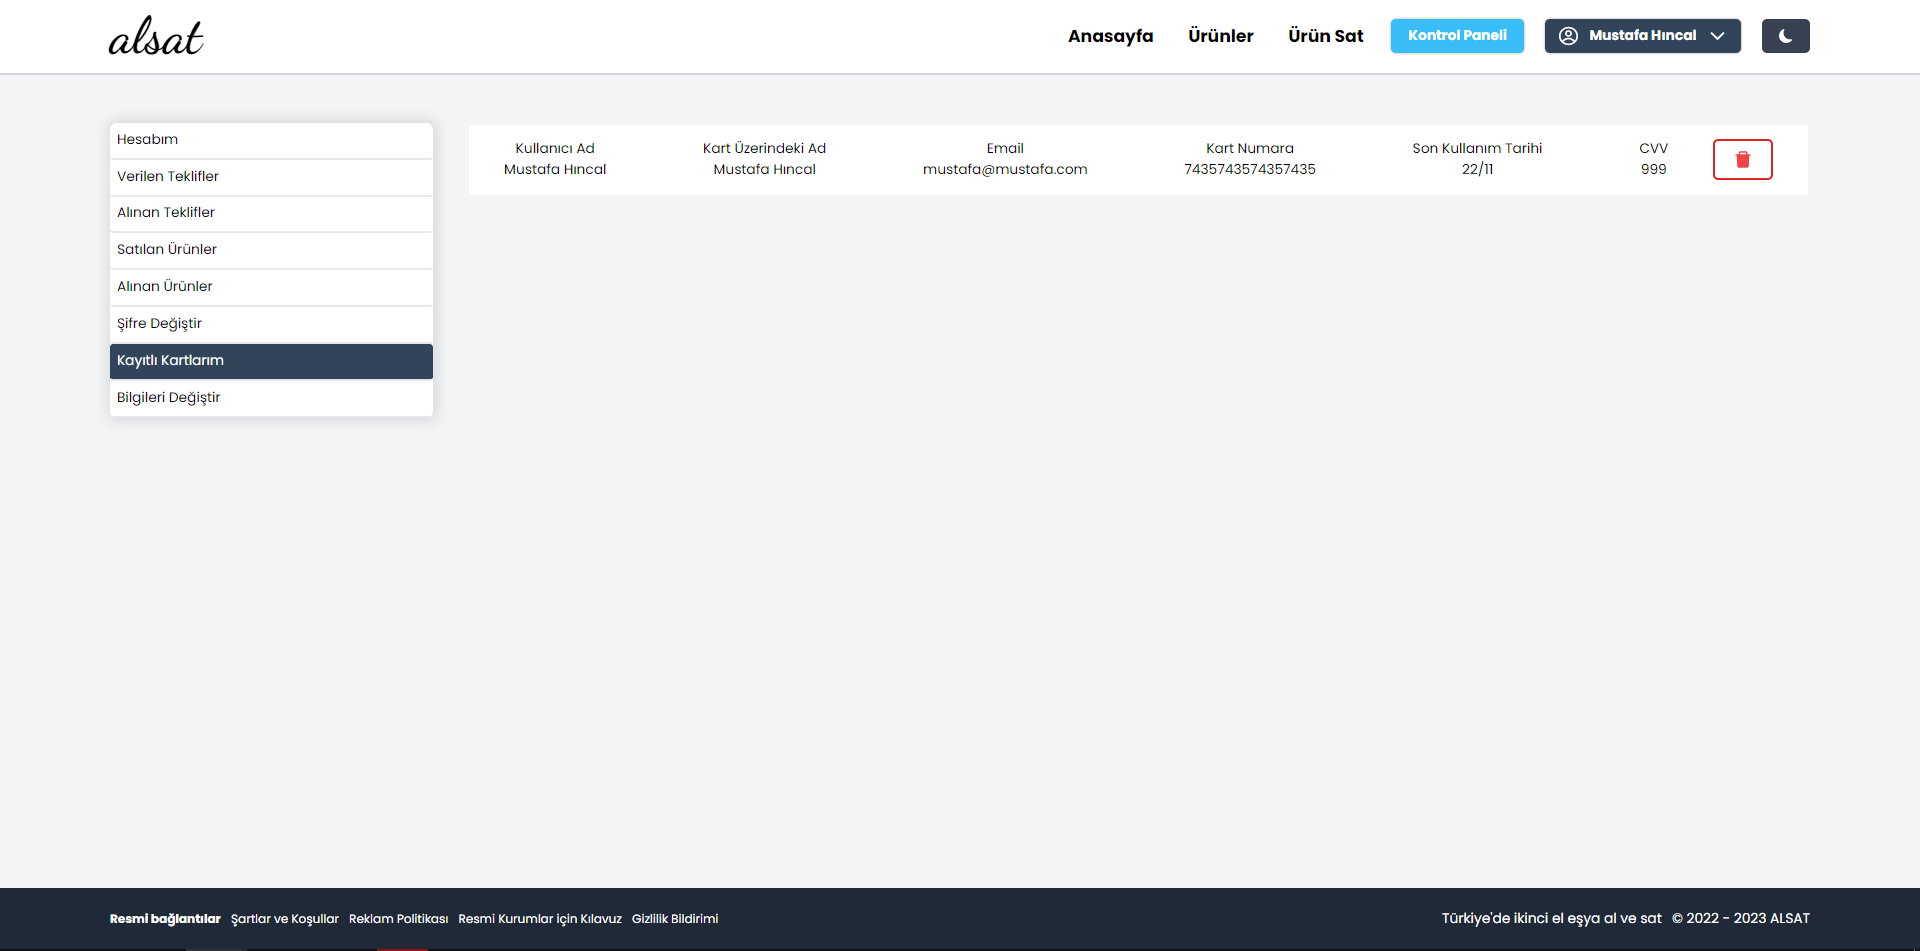 alsat
Anasayfa Ürünler Ürün Sat Kontrol Paneli Mustafa Hıncal
Hesabım
Verilen Teklifler
Alınan Teklifler
Satılan Ürünler
Alınan Ürünler
Şifre Değiştir
Kayıtlı Kartlarım
Bilgileri Değiştir
Kullanıcı Ad Kart Üzerindeki Ad Email Kart Numara Son Kullanım Tarihi CVV
Mustafa Hıncal Mustafa Hıncal mustafa@mustafa.com 7435743574357435 22/11 999
Resmi bağlantılar Şartlar ve Koşullar Reklam Politikası Resmi Kurumlar için Kılavuz Gizlilik Bildirimi Türkiye'de ikinci el eşya al ve sat © 2022 - 2023 ALSAT